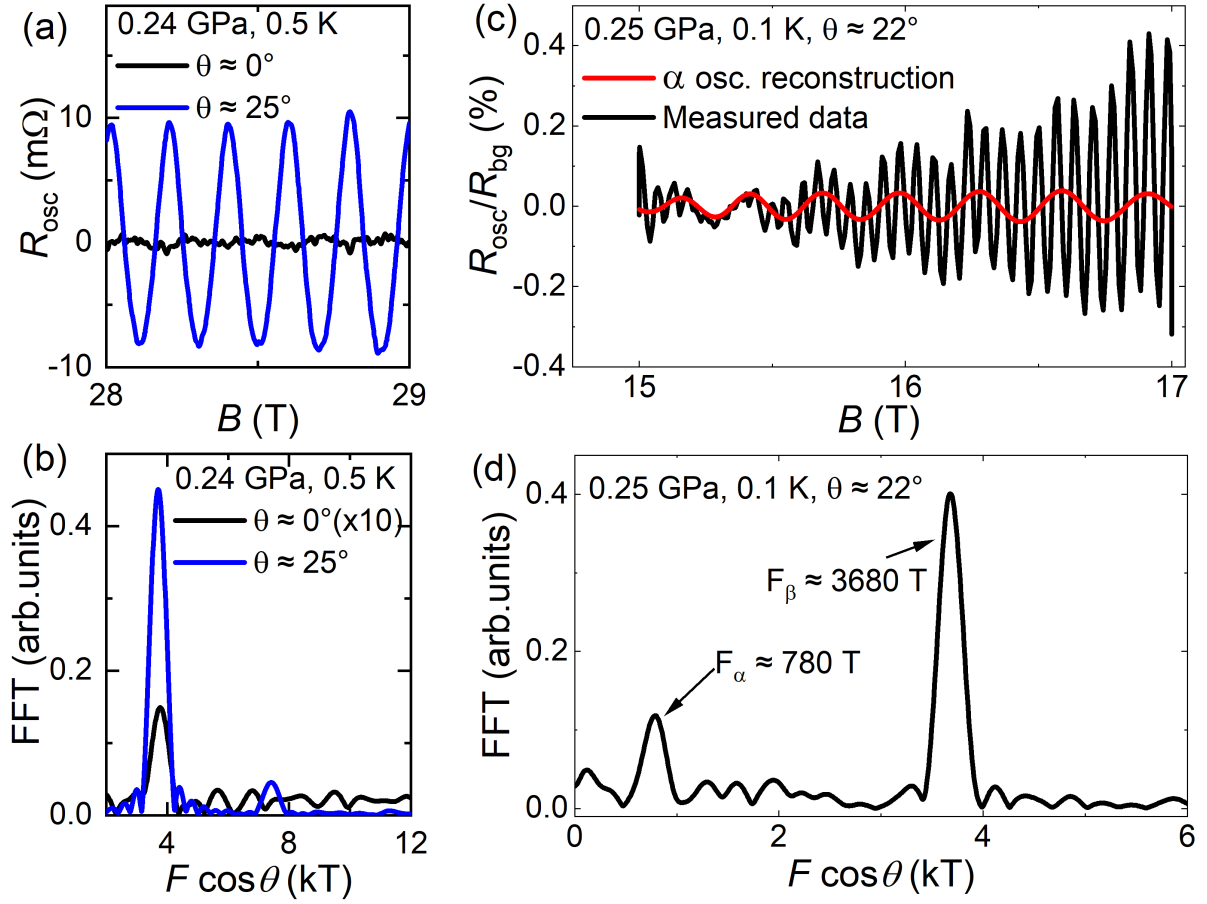 (a)
0.24 GPa, 0.5 K
θ ≈ 0°
θ ≈ 25°
10
0
-10
R_osc (mΩ)
28
29
B (T)
(c)
0.25 GPa, 0.1 K, θ ≈ 22°
α osc. reconstruction
Measured data
0.4
0.2
0.0
-0.2
-0.4
R_osc/R_bg (%)
15
16
17
B (T)
(b)
0.24 GPa, 0.5 K
θ ≈ 0°(x10)
θ ≈ 25°
0.4
0.2
0.0
FFT (arb.units)
4
8
12
F cosθ (kT)
(d)
0.25 GPa, 0.1 K, θ ≈ 22°
F_β ≈ 3680 T
F_α ≈ 780 T
0.4
0.2
0.0
FFT (arb.units)
0
2
4
6
F cosθ (kT)